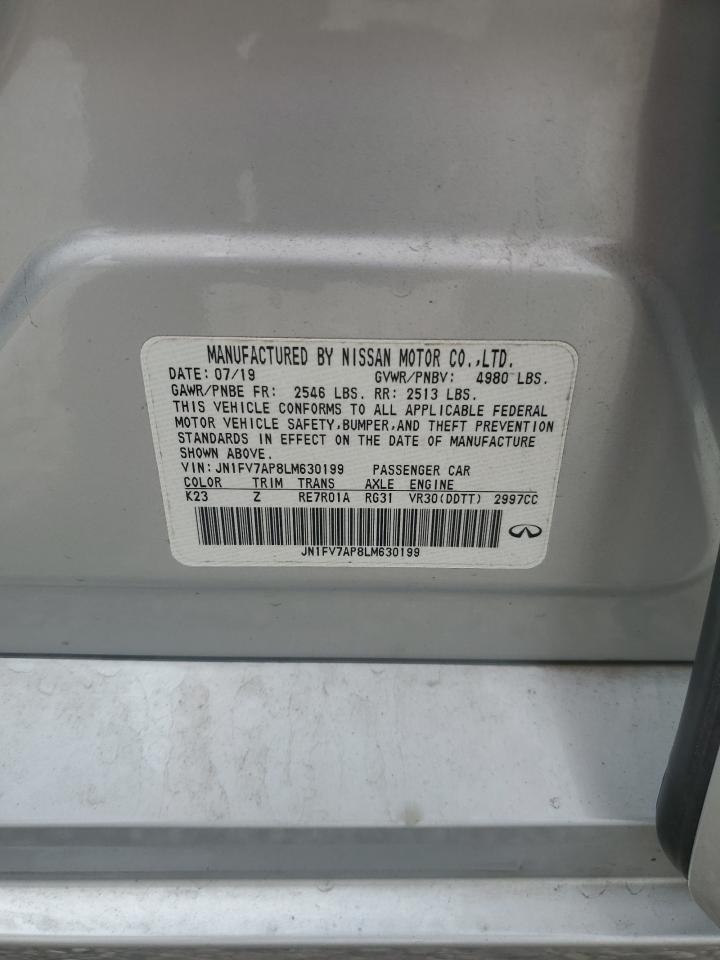 MANUFACTURED BY NISSAN MOTOR CO.,LTD.
DATE: 07/19 GVWR/PNBV: 4980 LBS.
GAWR/PNBE FR: 2546 LBS. RR: 2513 LBS.
THIS VEHICLE CONFORMS TO ALL APPLICABLE FEDERAL
MOTOR VEHICLE SAFETY,BUMPER,AND THEFT PREVENTION
STANDARDS IN EFFECT ON THE DATE OF MANUFACTURE
SHOWN ABOVE.
VIN: JN1FV7AP8LM630199 PASSENGER CAR
COLOR TRIM TRANS AXLE ENGINE
K23 Z RE7R01A RG31 VR30(DDTT) 2997CC
JN1FV7AP8LM630199